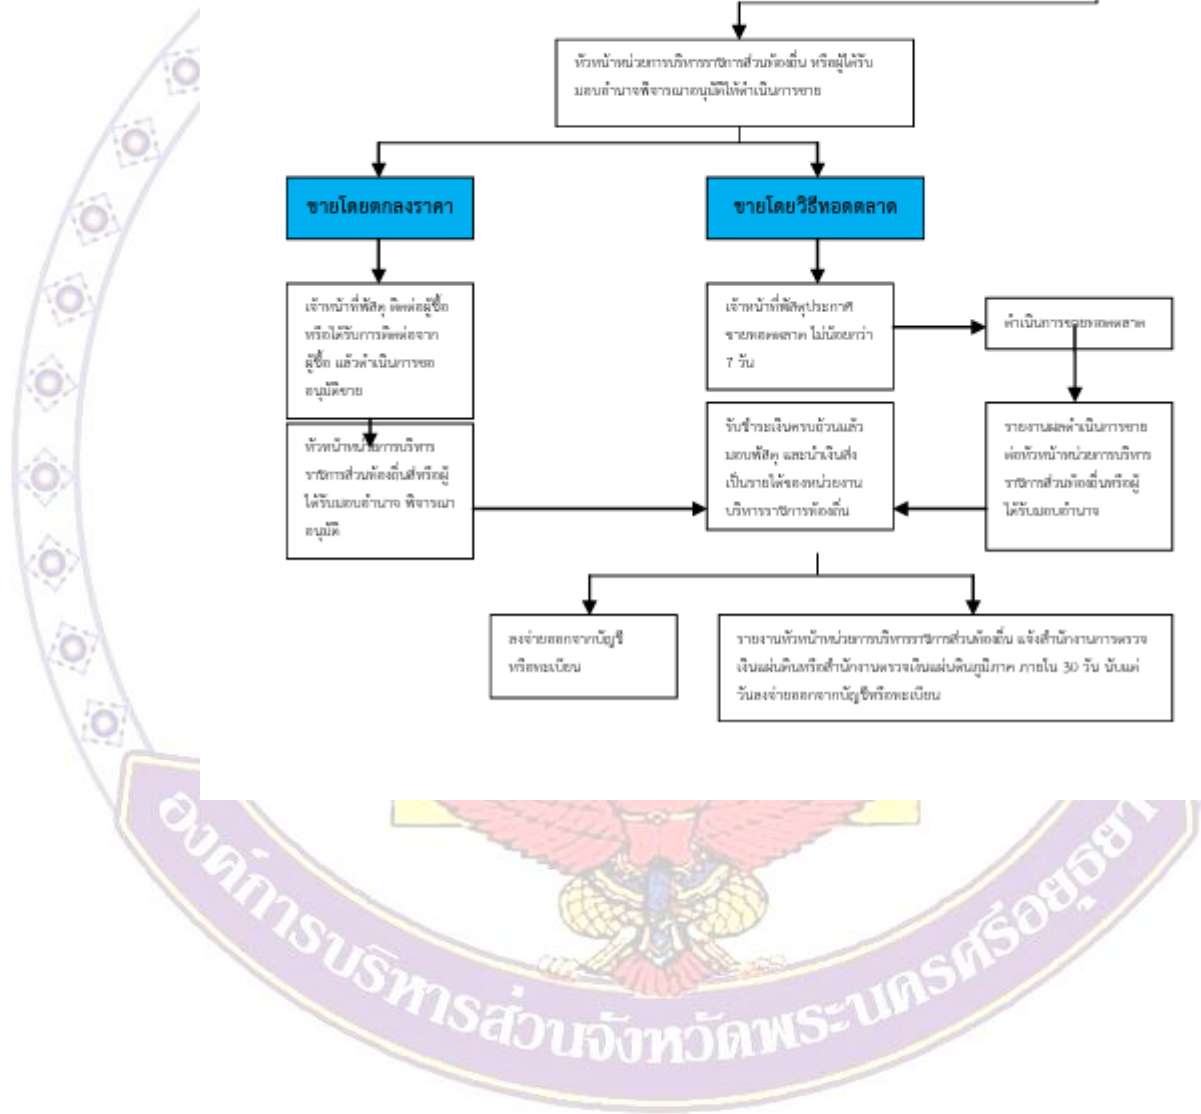 หัวหน้าหน่วยการบริหารราชการส่วนท้องถิ่น หรือผู้ได้รับ
มอบอำนาจพิจารณาอนุมัติให้ดำเนินการขาย
ขายโดยตกลงราคา
ขายโดยวิธีทอดตลาด
เจ้าหน้าที่พัสดุ ติดต่อผู้ซื้อ
หรือได้รับการติดต่อจาก
ผู้ซื้อ แล้วดำเนินการขอ
อนุมัติขาย
เจ้าหน้าที่พัสดุประกาศ
ขายทอดตลาด ไม่น้อยกว่า
7 วัน
ดำเนินการขายทอดตลาด
หัวหน้าหน่วยการบริหาร
ราชการส่วนท้องถิ่นสี่หรือผู้
ได้รับมอบอำนาจ พิจารณา
อนุมัติ
รับชำระเงินครบถ้วนแล้ว
มอบพัสดุ และนำเงินส่ง
เป็นรายได้ของหน่วยงาน
บริหารราชการท้องถิ่น
รายงานผลดำเนินการขาย
ต่อหัวหน้าหน่วยการบริหาร
ราชการส่วนท้องถิ่นหรือผู้
ได้รับมอบอำนาจ
ลงจ่ายออกจากบัญชี
หรือทะเบียน
รายงานหัวหน้าหน่วยการบริหารราชการส่วนท้องถิ่น แจ้งสำนักงานการตรวจ
เงินแผ่นดินหรือสำนักงานตรวจเงินแผ่นดินภูมิภาค ภายใน 30 วัน นับแต่
วันลงจ่ายออกจากบัญชีหรือทะเบียน
องค์การบริหารส่วนจังหวัดพระนครศรีอยุธยา